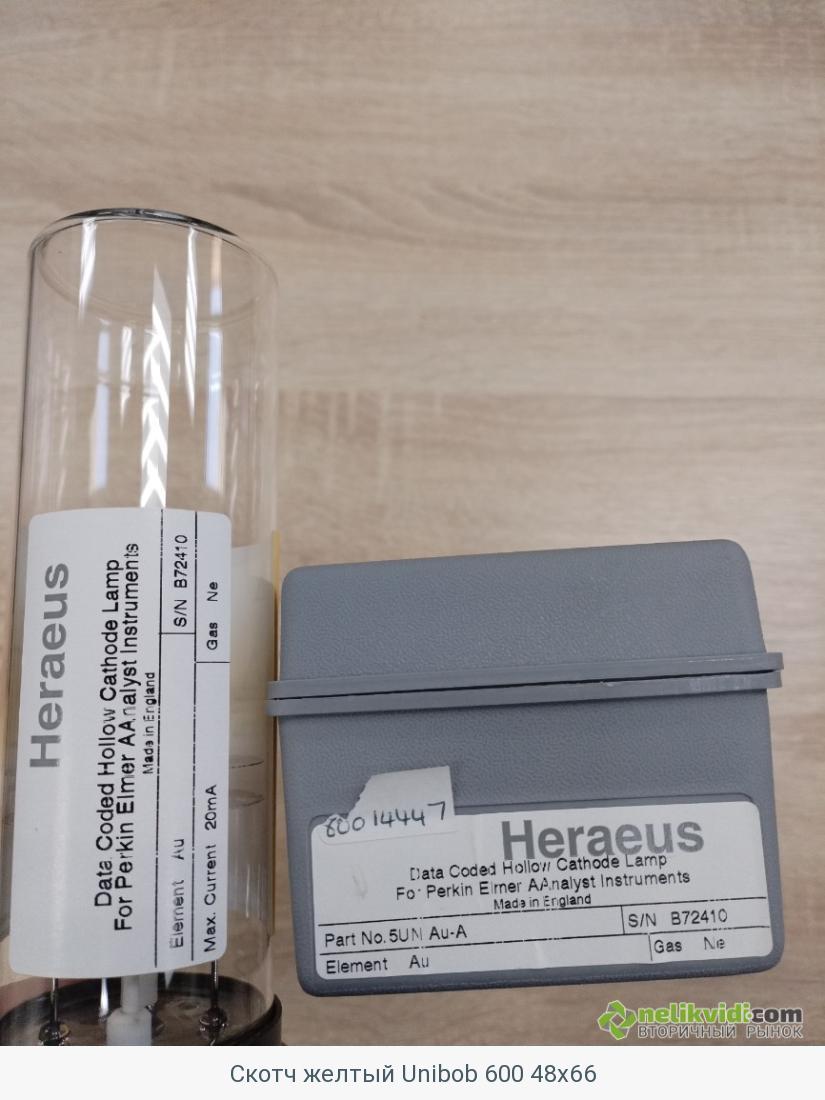 Heraeus
Data Coded Hollow Cathode Lamp
For Perkin Elmer AAnalyst Instruments
Made in England
Element Au S/N B72410
Max. Current 20mA Gas Ne
60014447
Heraeus
Data Coded Hollow Cathode Lamp
For Perkin Elmer AAnalyst Instruments
Made in England
Part No. 5UN Au-A S/N B72410
Element Au Gas Ne
nelikvidi.com
ВТОРИЧНЫЙ РЫНОК
Скотч желтый Unibob 600 48x66